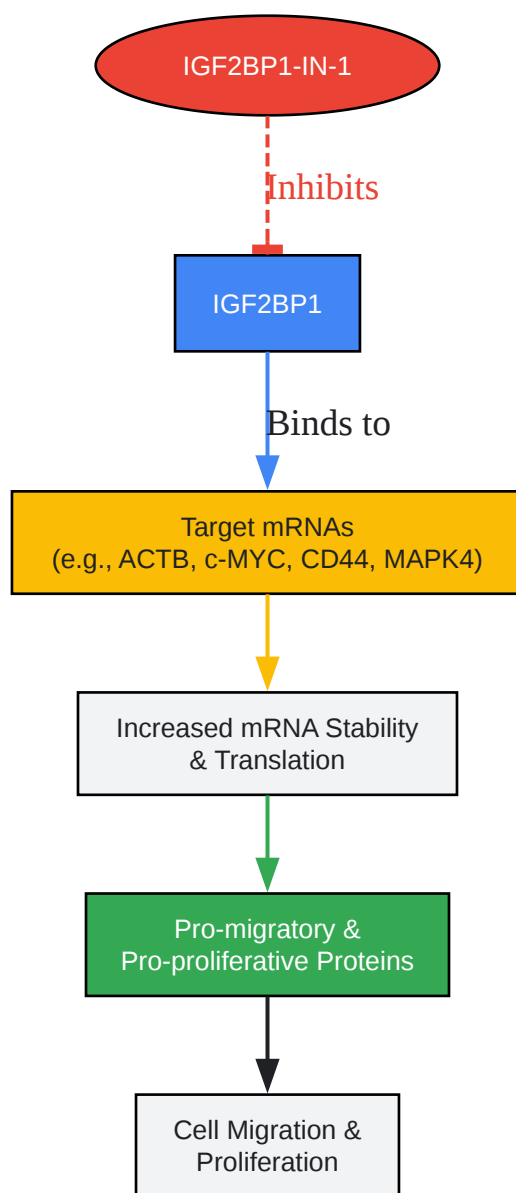 IGF2BP1-IN-1
Inhibits
IGF2BP1
Binds to
Target mRNAs
(e.g., ACTB, c-MYC, CD44, MAPK4)
Increased mRNA Stability
& Translation
Pro-migratory &
Pro-proliferative Proteins
Cell Migration &
Proliferation